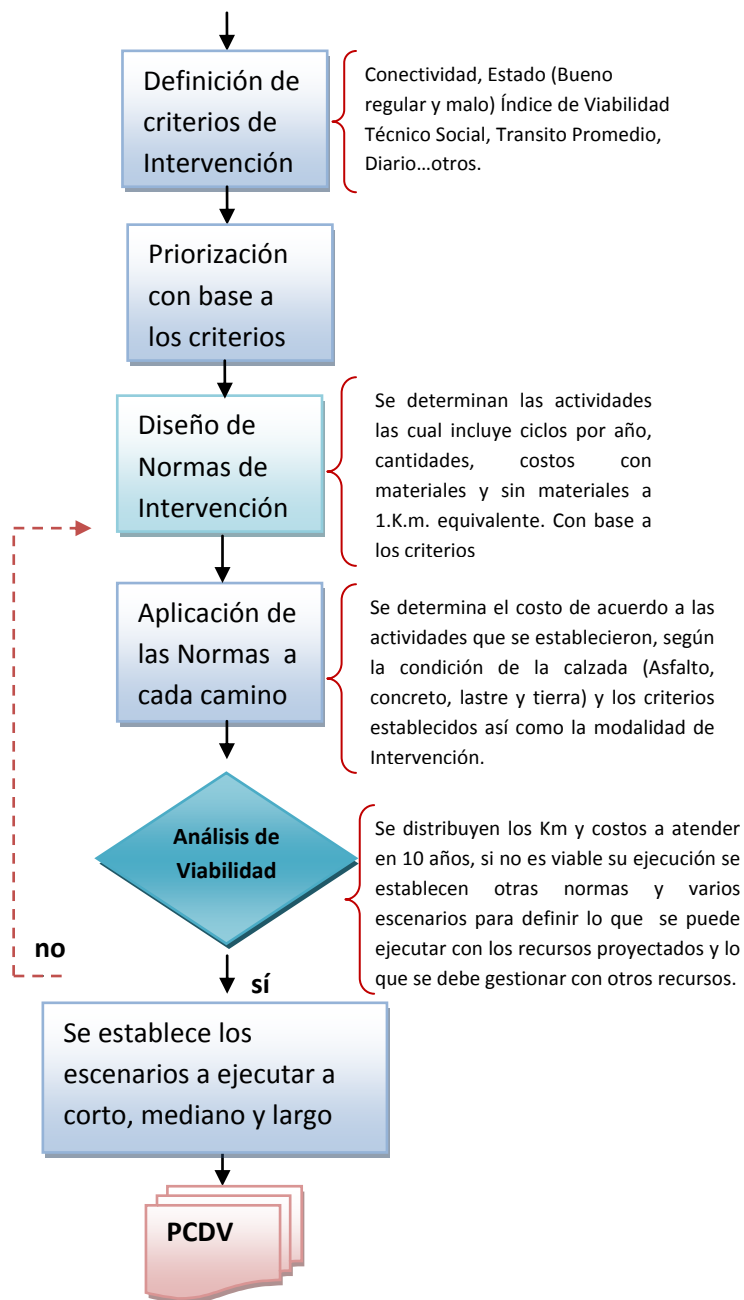 Definición de
criterios de
Intervención
Conectividad, Estado (Bueno
regular y malo) Índice de Viabilidad
Técnico Social, Transito Promedio,
Diario...otros.
Priorización
con base a
los criterios
Diseño de
Normas de
Intervención
Se determinan las actividades
las cual incluye ciclos por año,
cantidades, costos con
materiales y sin materiales a
1.K.m. equivalente. Con base a
los criterios
Aplicación de
las Normas a
cada camino
Se determina el costo de acuerdo a las
actividades que se establecieron, según
la condición de la calzada (Asfalto,
concreto, lastre y tierra) y los criterios
establecidos así como la modalidad de
Intervención.
Análisis de
Viabilidad
Se distribuyen los Km y costos a atender
en 10 años, si no es viable su ejecución se
establecen otras normas y varios
escenarios para definir lo que se puede
ejecutar con los recursos proyectados y lo
que se debe gestionar con otros recursos.
no
sí
Se establece los
escenarios a ejecutar a
corto, mediano y largo
PCDV